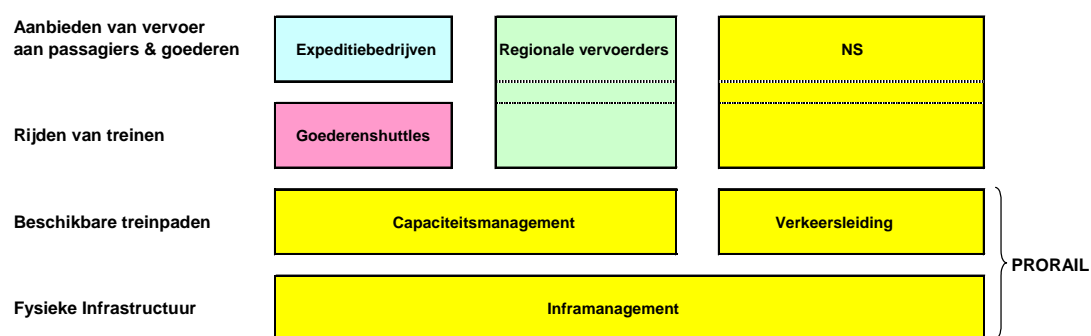 Aanbieden van vervoer
aan passagiers & goederen
Expeditiebedrijven
Regionale vervoerders
NS
Rijden van treinen
Goederenshuttles
Beschikbare treinpaden
Capaciteitsmanagement
Verkeersleiding
PRORAIL
Fysieke Infrastructuur
Inframanagement